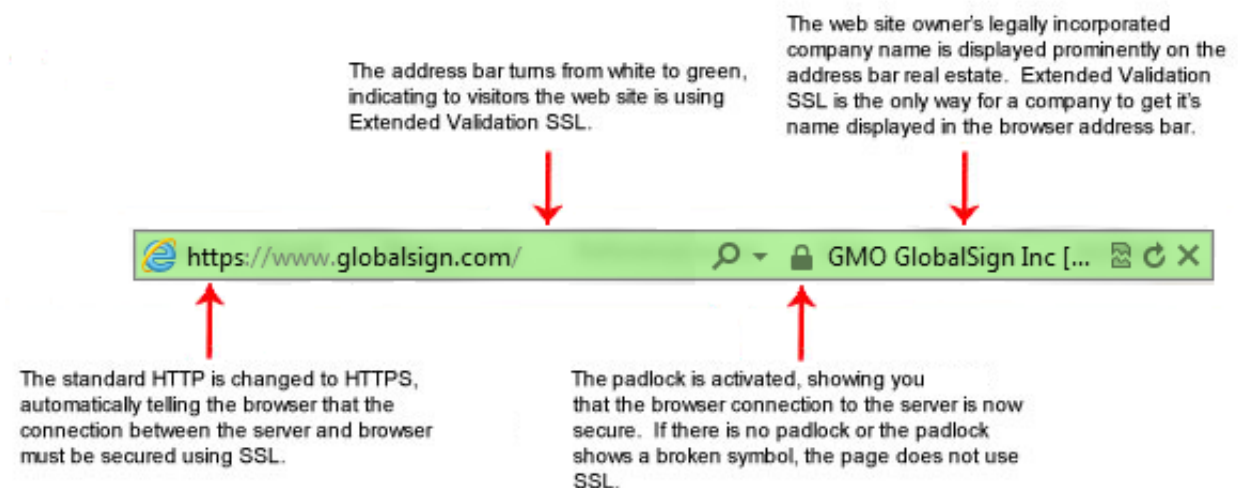 The web site owner's legally incorporated
company name is displayed prominently on the
address bar real estate.  Extended Validation
SSL is the only way for a company to get it's
name displayed in the browser address bar.
The address bar turns from white to green,
indicating to visitors the web site is using
Extended Validation SSL.
https://www.globalsign.com/
GMO GlobalSign Inc [...
The standard HTTP is changed to HTTPS,
automatically telling the browser that the
connection between the server and browser
must be secured using SSL.
The padlock is activated, showing you
that the browser connection to the server is now
secure.  If there is no padlock or the padlock
shows a broken symbol, the page does not use
SSL.